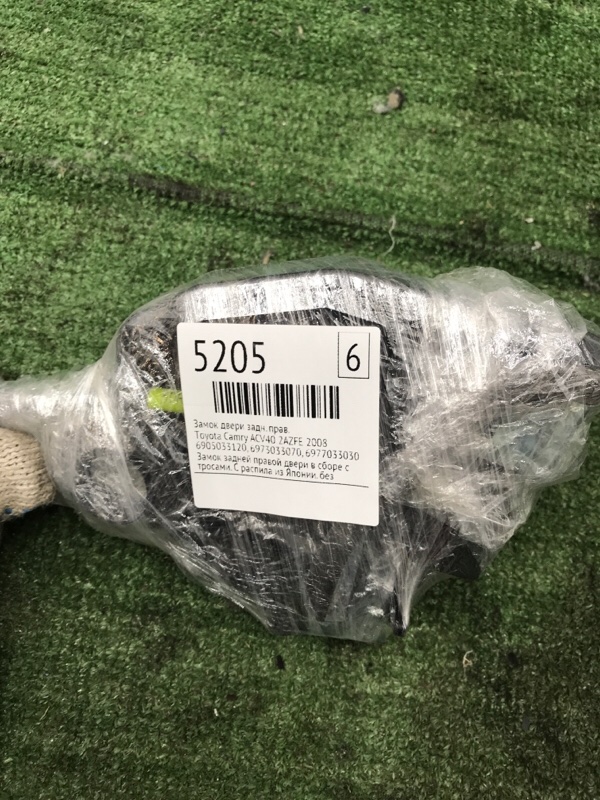 5205 6
Замок двери задн. прав.
Toyota Camry ACV40 2AZFE 2008
6905033120, 6973033070, 6977033030
Замок задней правой двери в сборе с
тросами. С распила из Японии, без